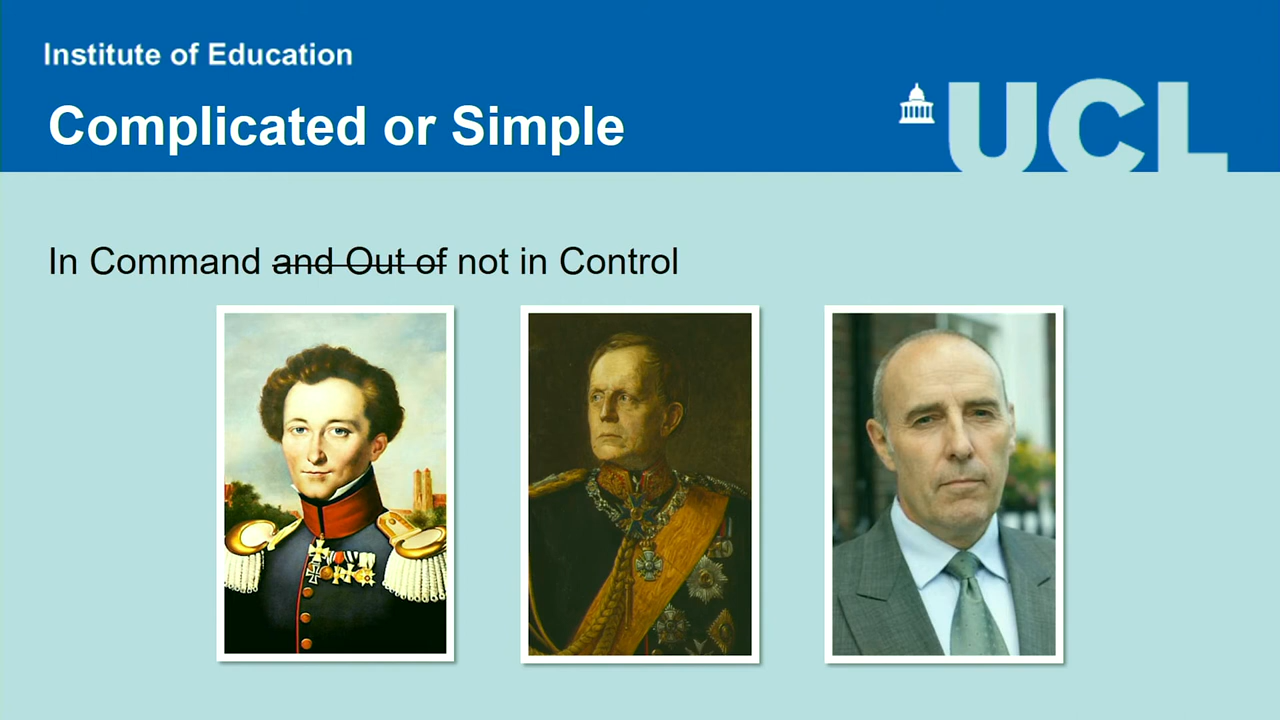 Institute of Education
Complicated or Simple
UCL
In Command and Out of not in Control